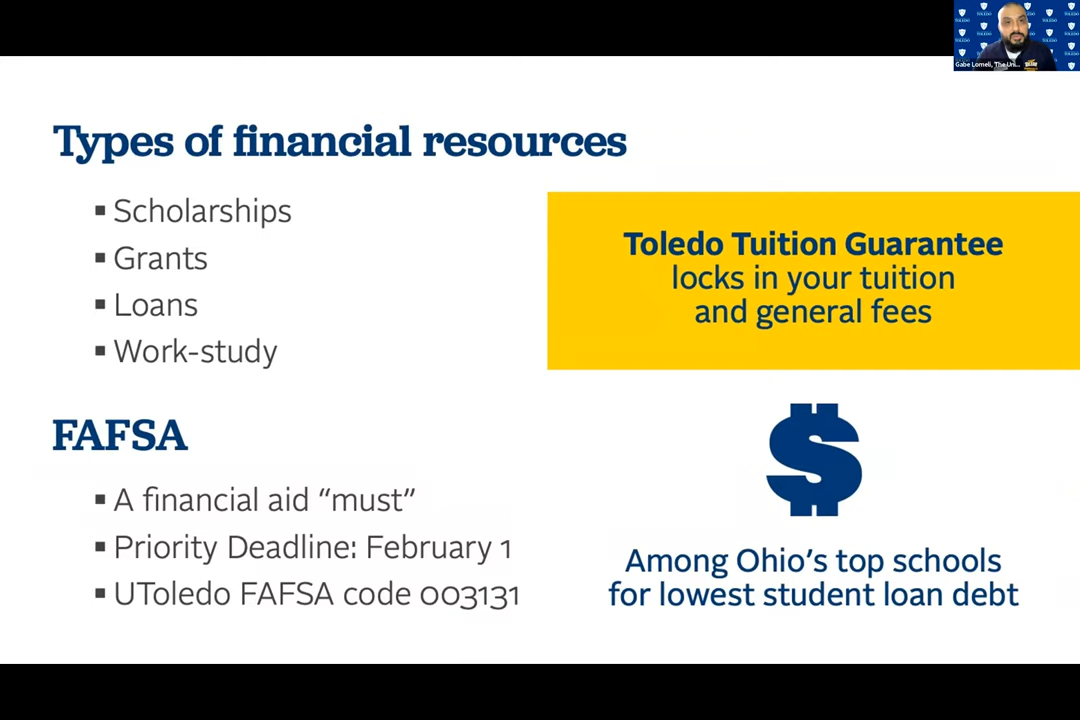 Gabe Lomeli, The Uni...
Types of financial resources
▪ Scholarships
▪ Grants
▪ Loans
▪ Work-study
Toledo Tuition Guarantee
locks in your tuition
and general fees
FAFSA
▪ A financial aid “must”
▪ Priority Deadline: February 1
▪ UToledo FAFSA code 003131
Among Ohio’s top schools
for lowest student loan debt